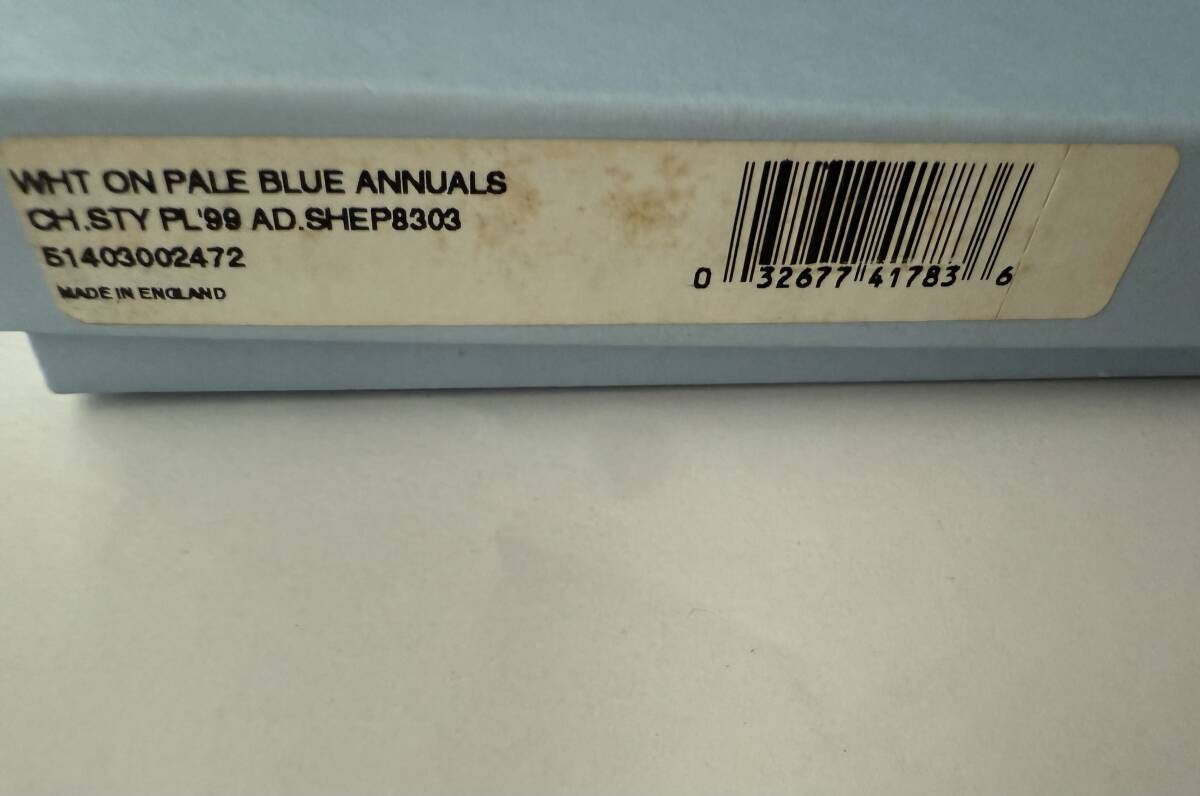 WHT ON PALE BLUE ANNUALS
CH.STY PL'99 AD.SHEP8303
51403002472
MADE IN ENGLAND
0 32677 41783 6